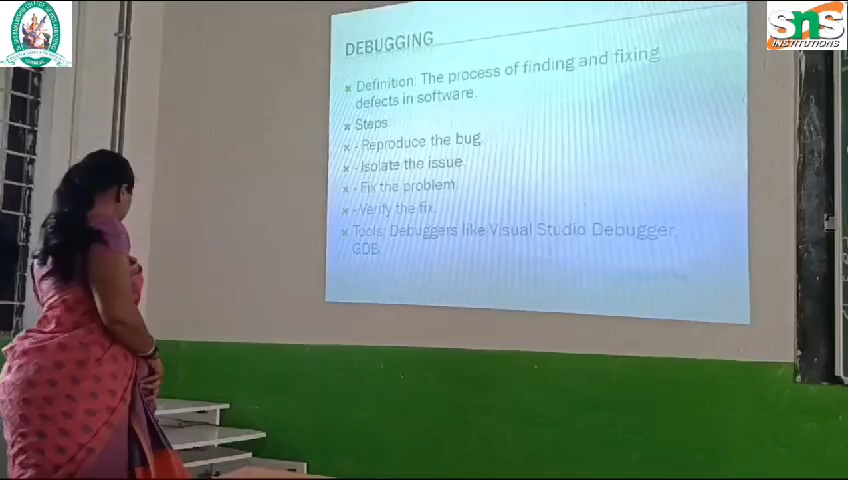 sns
INSTITUTIONS
DEBUGGING
× Definition: The process of finding and fixing
defects in software.
× Steps:
× - Reproduce the bug.
× - Isolate the issue.
× - Fix the problem.
× - Verify the fix.
× Tools: Debuggers like Visual Studio Debugger,
GDB.